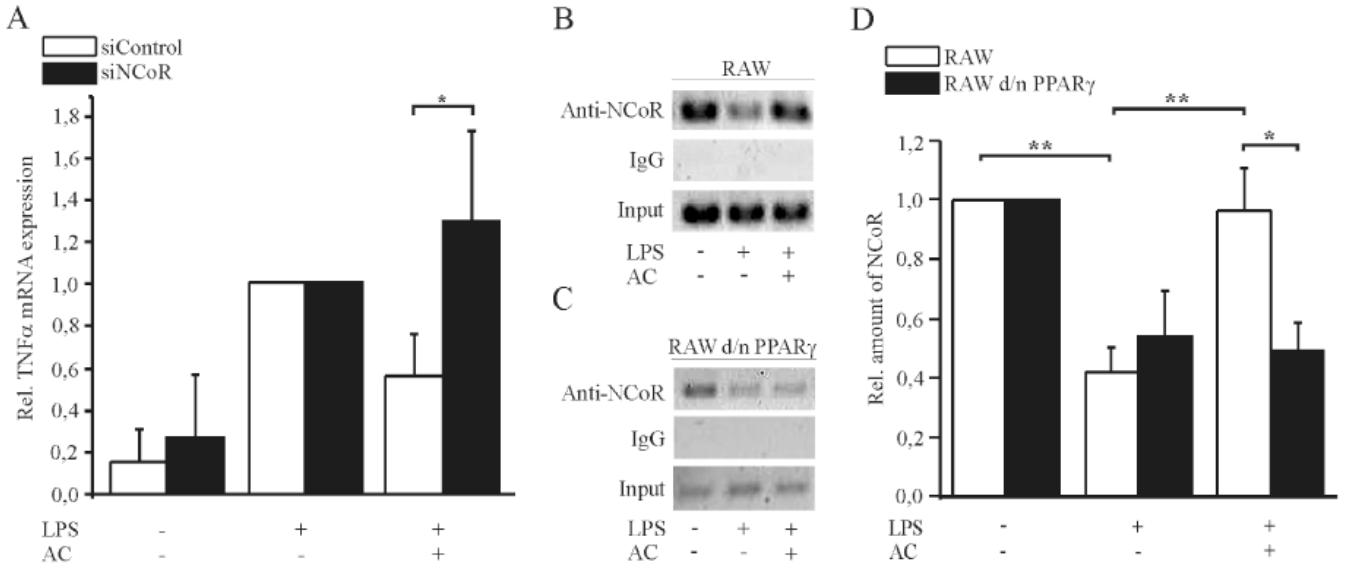 A
siControl
siNCoR
*
1,8
1,6
1,4
1,2
1,0
0,8
0,6
0,4
0,2
0,0
Rel. TNFα mRNA expression
LPS - + +
AC - - +
B
RAW
Anti-NCoR
IgG
Input
LPS - + +
AC - - +
C
RAW d/n PPARγ
Anti-NCoR
IgG
Input
LPS - + +
AC - - +
D
RAW
RAW d/n PPARγ
**
** *
1,2
1,0
0,8
0,6
0,4
0,2
0,0
Rel. amount of NCoR
LPS - + +
AC - - +